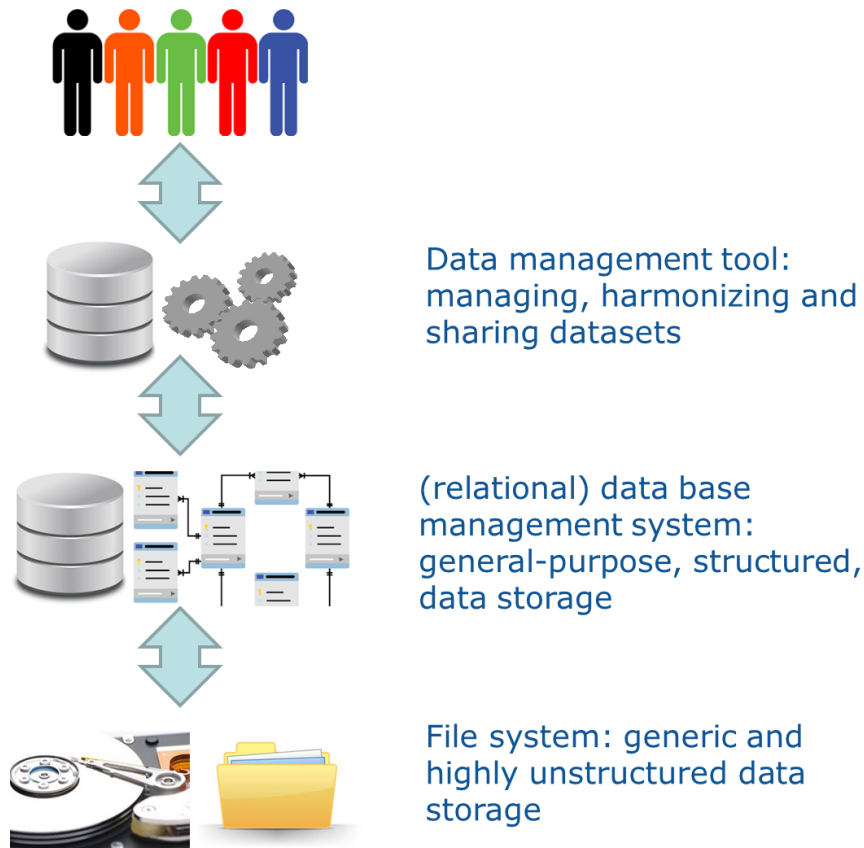 Data management tool:
managing, harmonizing and
sharing datasets
(relational) data base
management system:
general-purpose, structured,
data storage
File system: generic and
highly unstructured data
storage